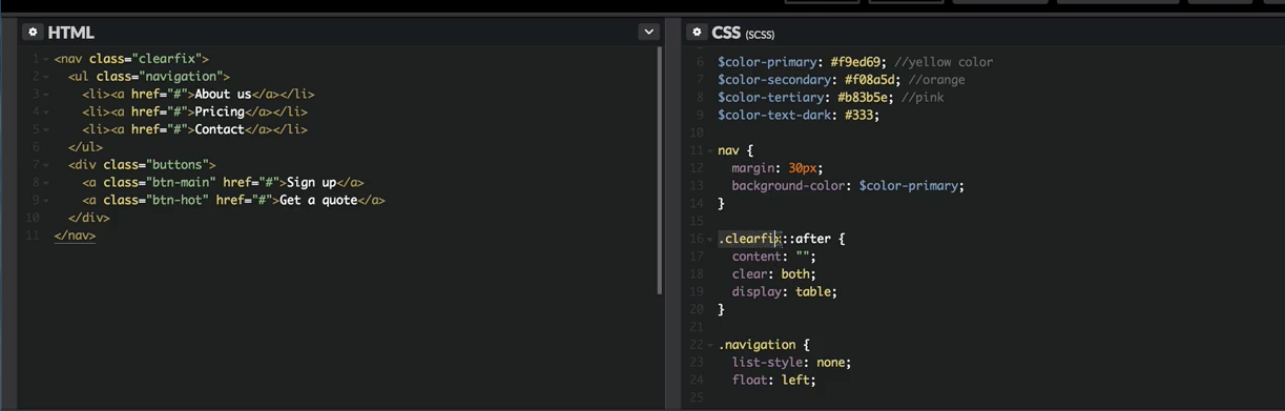 HTML
1 <nav class="clearfix">
2 <ul class="navigation">
3 <li><a href="#">About us</a></li>
4 <li><a href="#">Pricing</a></li>
5 <li><a href="#">Contact</a></li>
6 </ul>
7 <div class="buttons">
8 <a class="btn-main" href="#">Sign up</a>
9 <a class="btn-hot" href="#">Get a quote</a>
10 </div>
11 </nav>
CSS (SCSS)
6 $color-primary: #f9ed69; //yellow color
7 $color-secondary: #f08a5d; //orange
8 $color-tertiary: #b83b5e; //pink
9 $color-text-dark: #333;
10
11 nav {
12 margin: 30px;
13 background-color: $color-primary;
14 }
15
16 .clearfix::after {
17 content: "";
18 clear: both;
19 display: table;
20 }
21
22 .navigation {
23 list-style: none;
24 float: left;
25